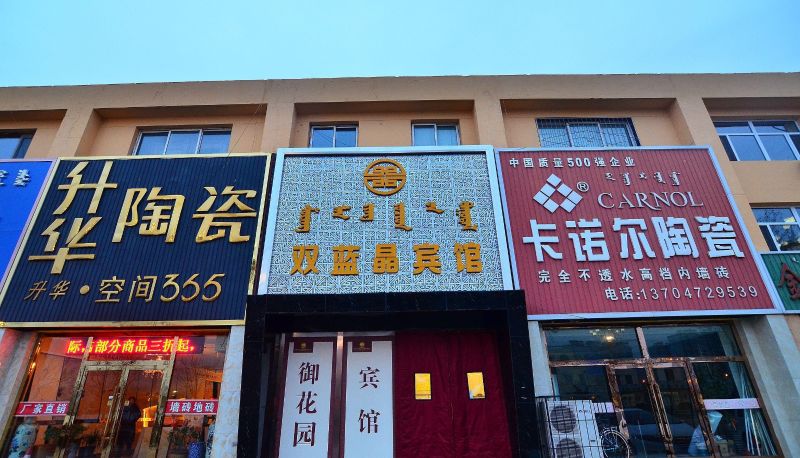 升华陶瓷
升华·空间365
际,店部分商品三折起,
厂家直销
墙砖地砖
双蓝晶宾馆
御花园
宾馆
中国质量500强企业
® CARNOL
卡诺尔陶瓷
完全不透水高档内墙砖
电话:13704729539